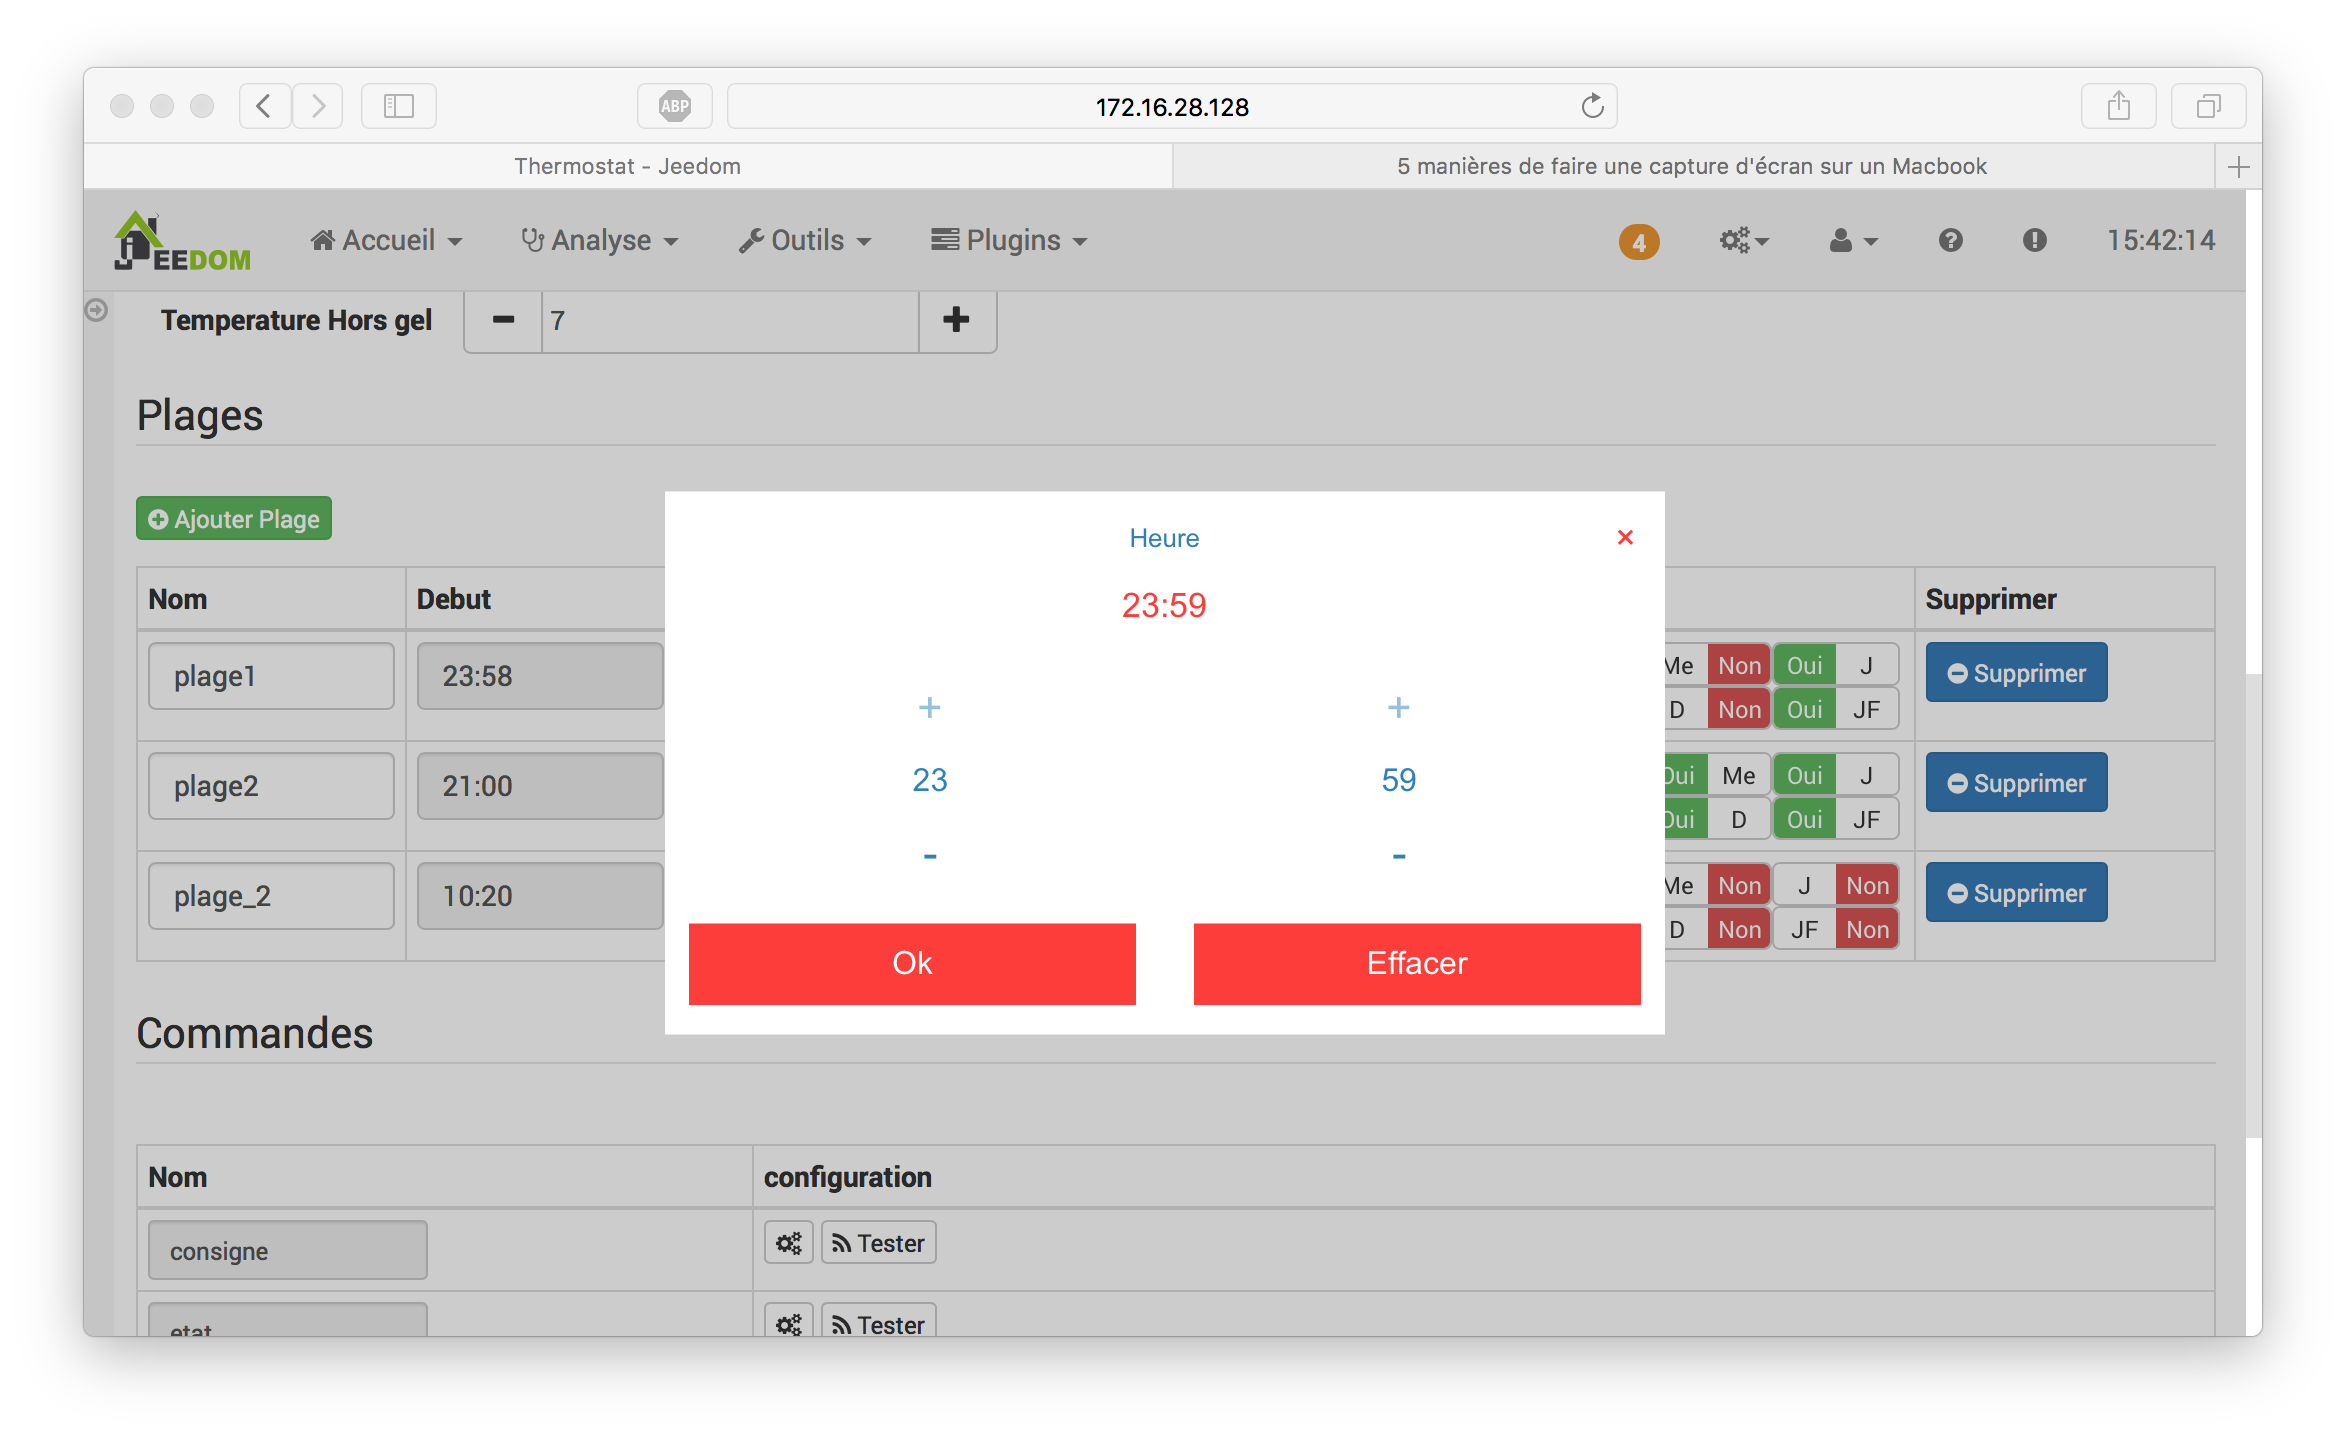 ABP
172.16.28.128
Thermostat - Jeedom
5 manières de faire une capture d'écran sur un Macbook
JEEDOM
Accueil
Analyse
Outils
Plugins
4
15:42:14
Temperature Hors gel
7
Plages
Ajouter Plage
Nom
Debut
Supprimer
plage1
23:58
Me Non Oui J
D Non Oui JF
Supprimer
plage2
21:00
Oui Me Oui J
Oui D Oui JF
Supprimer
plage_2
10:20
Me Non J Non
D Non JF Non
Supprimer
Heure
×
23:59
+ +
23 59
- -
Ok
Effacer
Commandes
Nom
configuration
consigne
Tester
etat
Tester